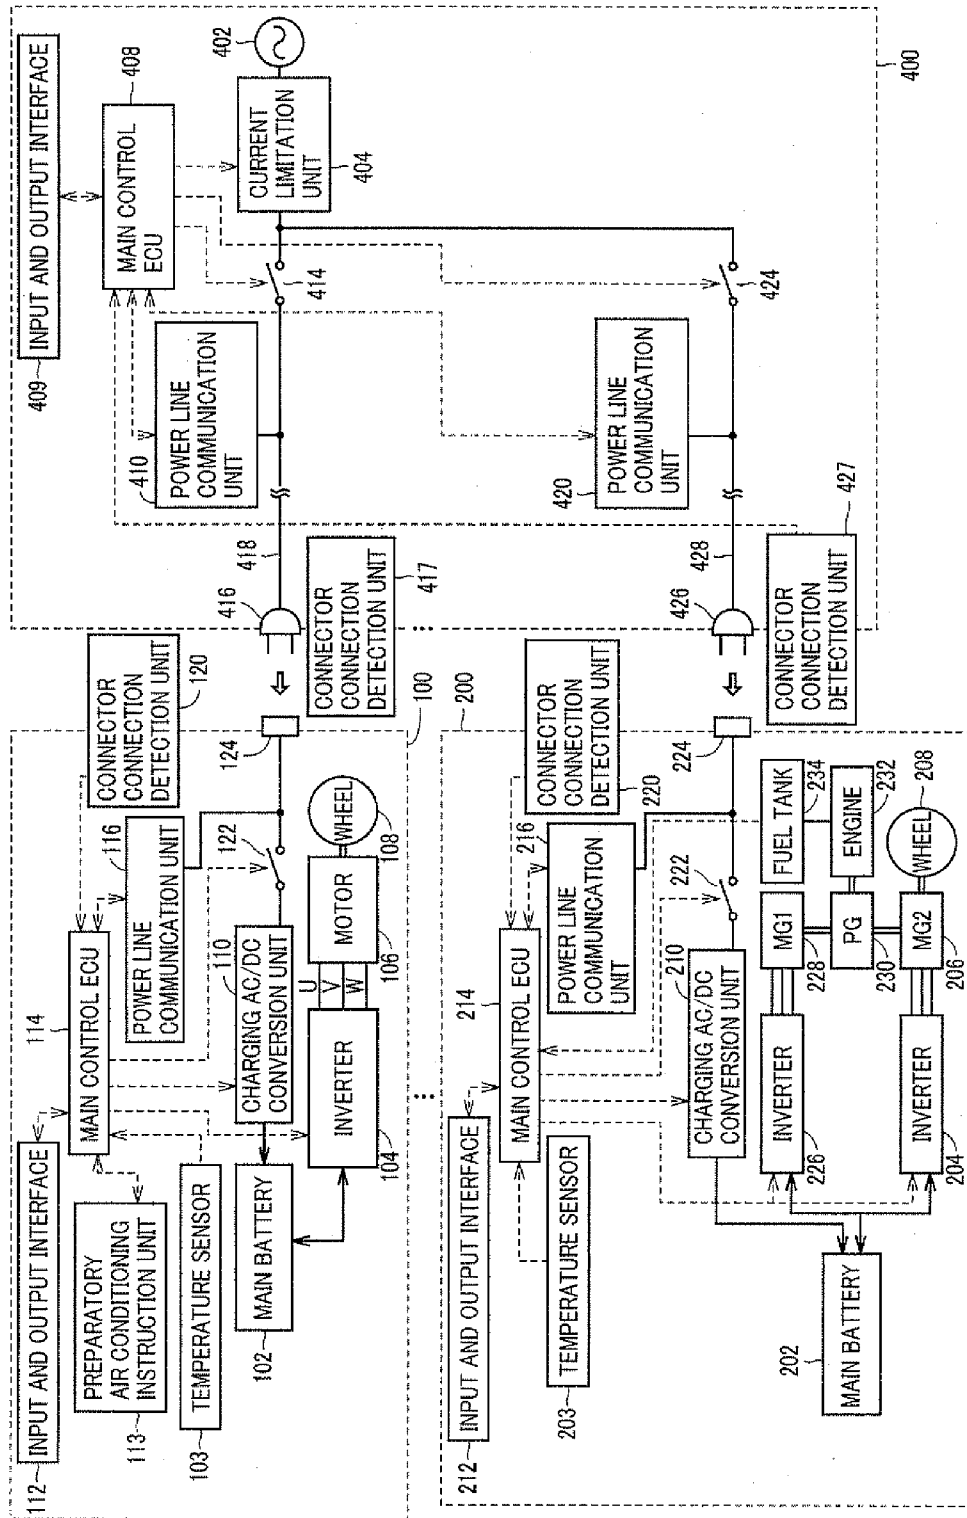 INPUT AND OUTPUT INTERFACE
409
408
MAIN CONTROL
ECU
402
CURRENT
LIMITATION
UNIT
404
400
414
424
410
POWER LINE
COMMUNICATION
UNIT
420
POWER LINE
COMMUNICATION
UNIT
418
416
CONNECTOR
CONNECTION
DETECTION UNIT
417
...
428
426
CONNECTOR
CONNECTION
DETECTION UNIT
427
112
INPUT AND OUTPUT INTERFACE
PREPARATORY
AIR CONDITIONING
INSTRUCTION UNIT
113
TEMPERATURE SENSOR
103
114
MAIN CONTROL ECU
116
POWER LINE
COMMUNICATION UNIT
CONNECTOR
CONNECTION
DETECTION UNIT
120
124
122
110
CHARGING AC/DC
CONVERSION UNIT
MAIN BATTERY
102
INVERTER
104
U
V
W
MOTOR
106
WHEEL
108
100
...
200
212
INPUT AND OUTPUT INTERFACE
TEMPERATURE SENSOR
203
214
MAIN CONTROL ECU
216
POWER LINE
COMMUNICATION
UNIT
CONNECTOR
CONNECTION
DETECTION UNIT
220
224
222
210
CHARGING AC/DC
CONVERSION UNIT
MAIN BATTERY
202
INVERTER
226
INVERTER
204
MG1
228
PG
230
MG2
206
FUEL TANK
234
ENGINE
232
WHEEL
208